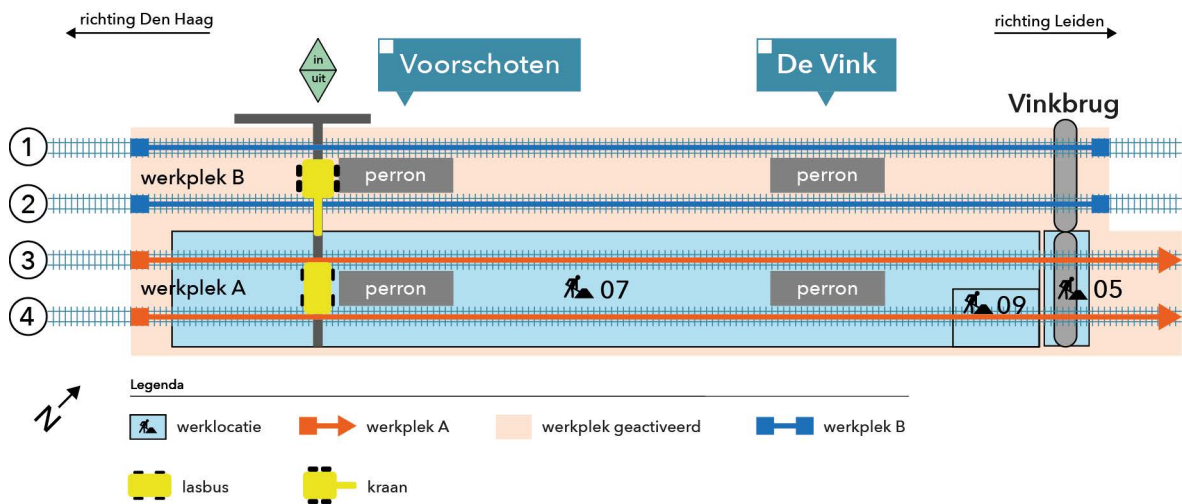 richting Den Haag
richting Leiden
in
uit
Voorschoten
De Vink
Vinkbrug
1
werkplek B
perron
perron
2
3
werkplek A
perron
07
perron
09
05
4
N
Legenda
werklocatie
werkplek A
werkplek geactiveerd
werkplek B
lasbus
kraan